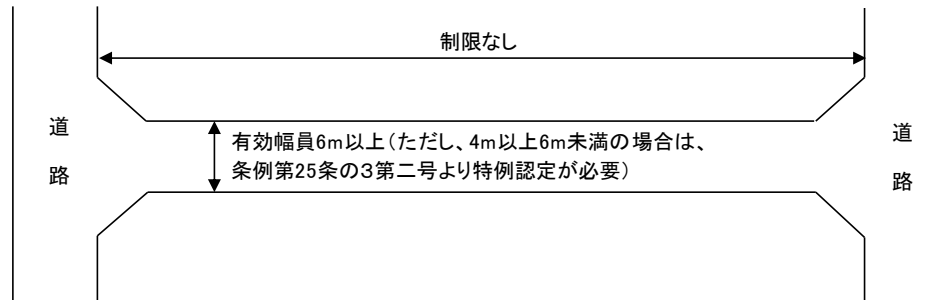 制限なし
道
路
有効幅員6m以上(ただし、4m以上6m未満の場合は、
条例第25条の3第二号より特例認定が必要)
道
路